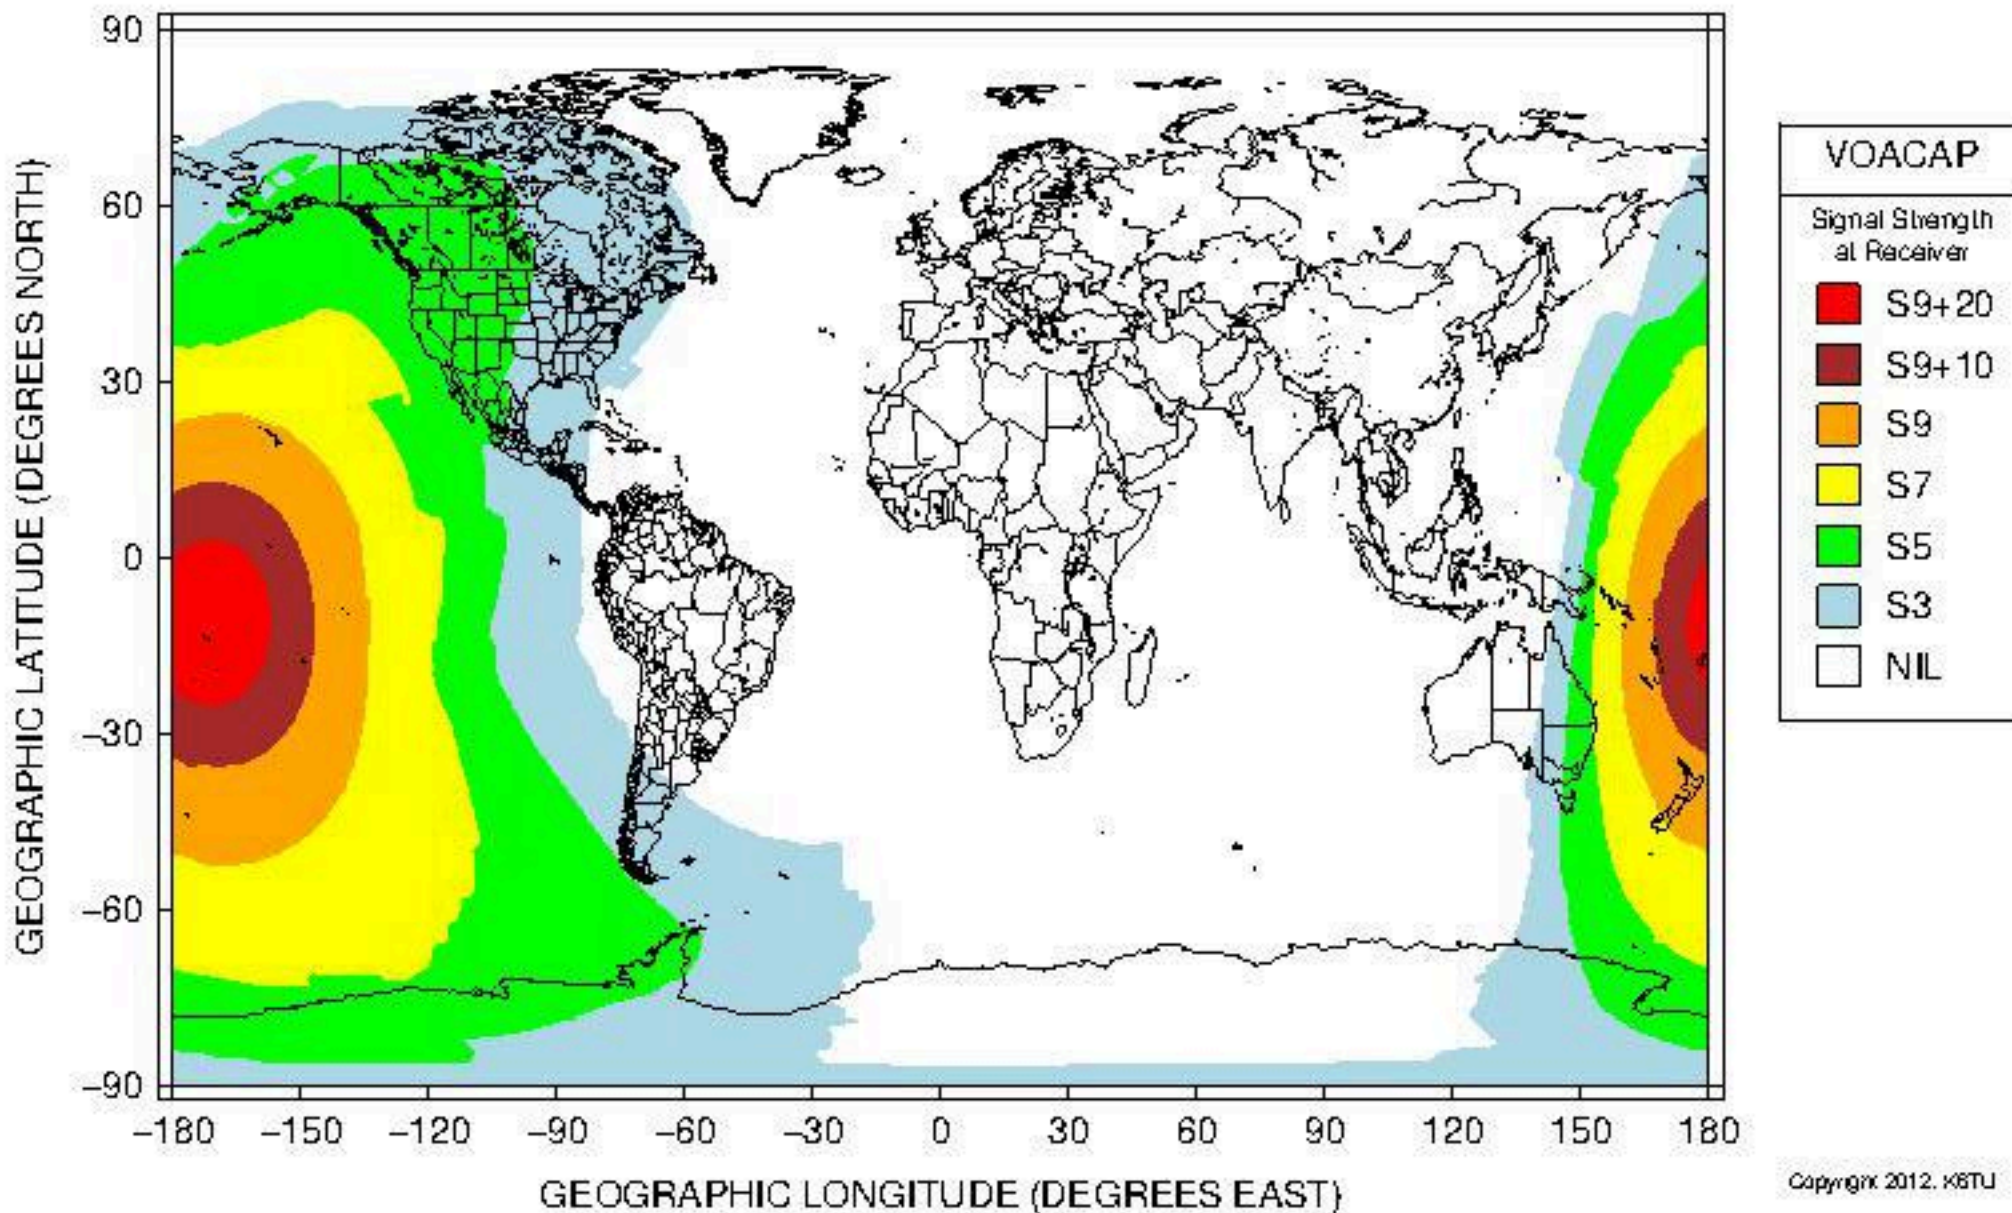 GEOGRAPHIC LATITUDE (DEGREES NORTH)
90
60
30
0
−30
−60
−90
−180 −150 −120 −90 −60 −30 0 30 60 90 120 150 180
GEOGRAPHIC LONGITUDE (DEGREES EAST)
VOACAP
Signal Strength
at Receiver
S9+20
S9+10
S9
S7
S5
S3
NIL
Copyright 2012, K6TU